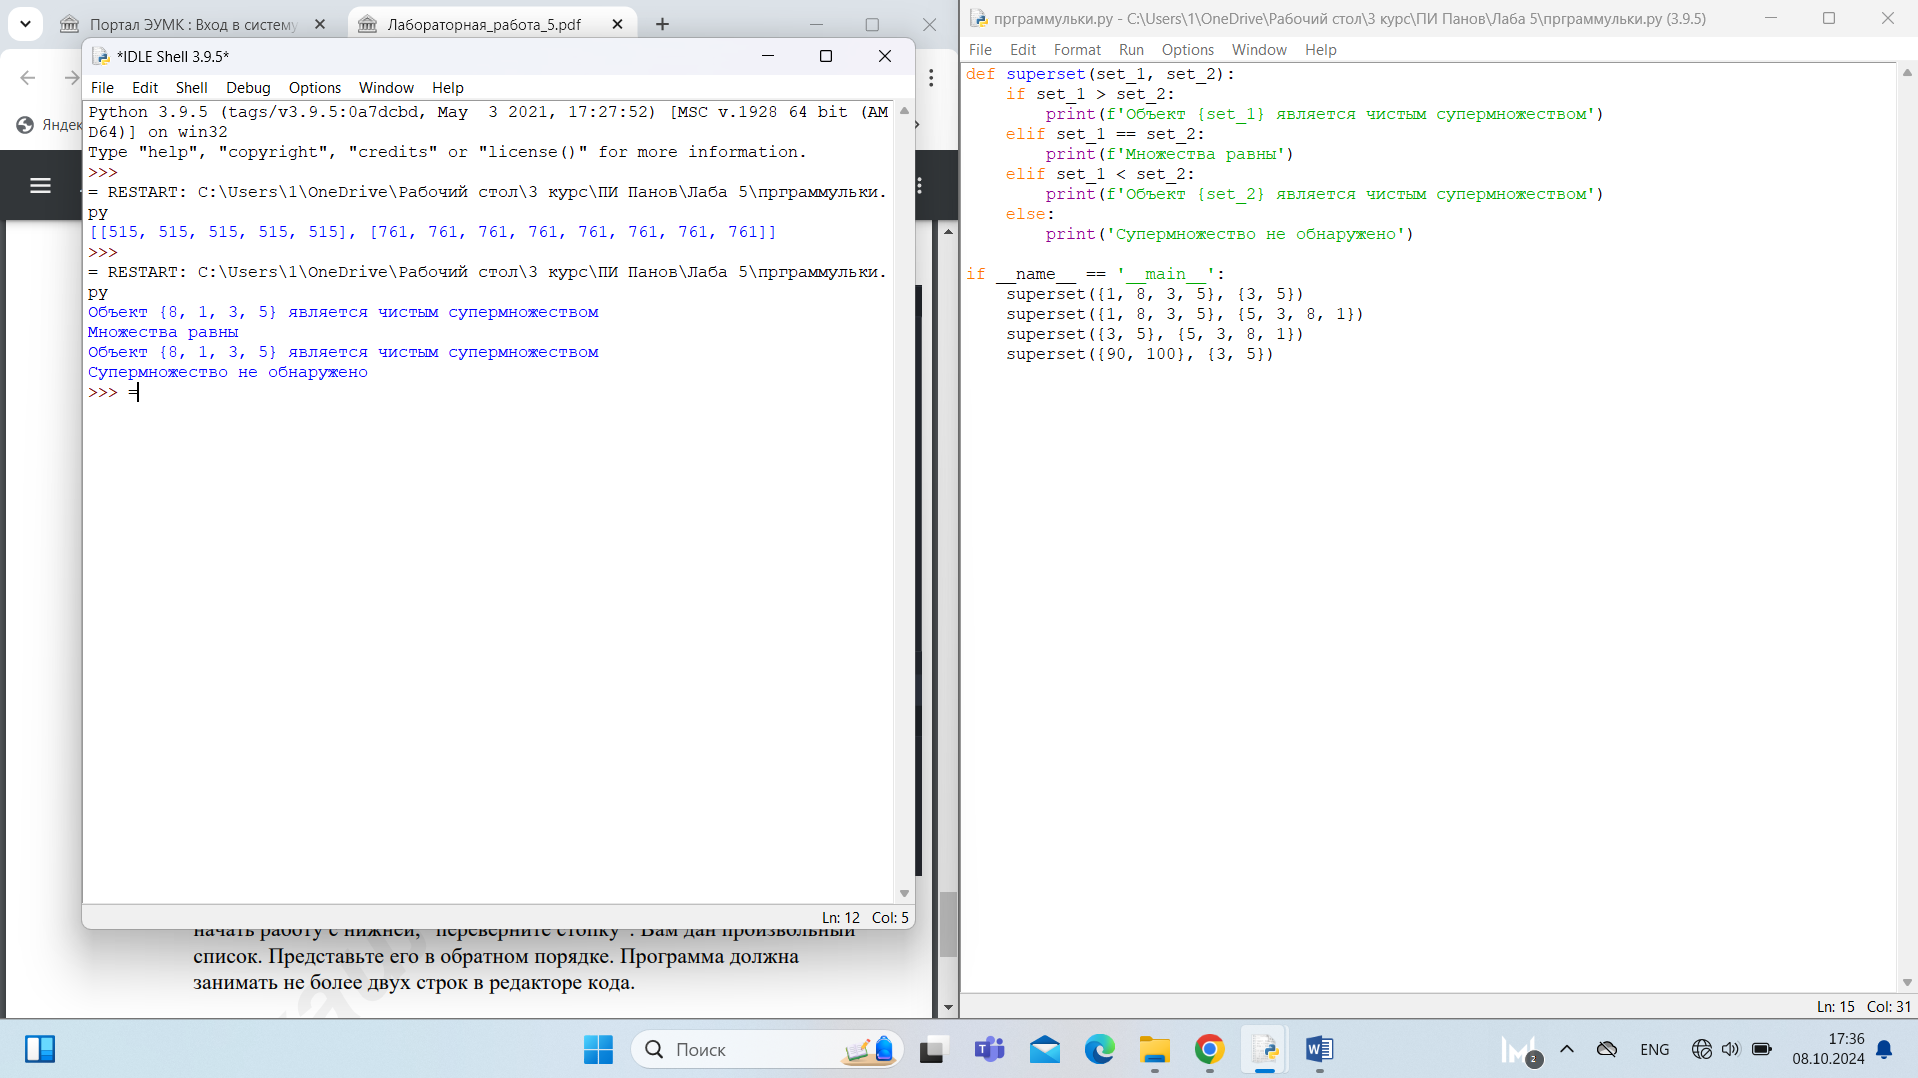 Портал ЭУМК : Вход в систему
Лабораторная_работа_5.pdf
Яндек
*IDLE Shell 3.9.5*
File Edit Shell Debug Options Window Help
Python 3.9.5 (tags/v3.9.5:0a7dcbd, May  3 2021, 17:27:52) [MSC v.1928 64 bit (AM
D64)] on win32
Type "help", "copyright", "credits" or "license()" for more information.
>>>
= RESTART: C:\Users\1\OneDrive\Рабочий стол\3 курс\ПИ Панов\Лаба 5\прграммульки.
py
[[515, 515, 515, 515, 515], [761, 761, 761, 761, 761, 761, 761, 761]]
>>>
= RESTART: C:\Users\1\OneDrive\Рабочий стол\3 курс\ПИ Панов\Лаба 5\прграммульки.
py
Объект {8, 1, 3, 5} является чистым супермножеством
Множества равны
Объект {8, 1, 3, 5} является чистым супермножеством
Супермножество не обнаружено
>>> =
Ln: 12 Col: 5
начать работу с нижней, "переверните стопку". Вам дан произвольный
список. Представьте его в обратном порядке. Программа должна
занимать не более двух строк в редакторе кода.
прграммульки.py - C:\Users\1\OneDrive\Рабочий стол\3 курс\ПИ Панов\Лаба 5\прграммульки.py (3.9.5)
File Edit Format Run Options Window Help
def superset(set_1, set_2):
    if set_1 > set_2:
        print(f'Объект {set_1} является чистым супермножеством')
    elif set_1 == set_2:
        print(f'Множества равны')
    elif set_1 < set_2:
        print(f'Объект {set_2} является чистым супермножеством')
    else:
        print('Супермножество не обнаружено')
if __name__ == '__main__':
    superset({1, 8, 3, 5}, {3, 5})
    superset({1, 8, 3, 5}, {5, 3, 8, 1})
    superset({3, 5}, {5, 3, 8, 1})
    superset({90, 100}, {3, 5})
Ln: 15 Col: 31
Поиск
2
ENG
17:36
08.10.2024